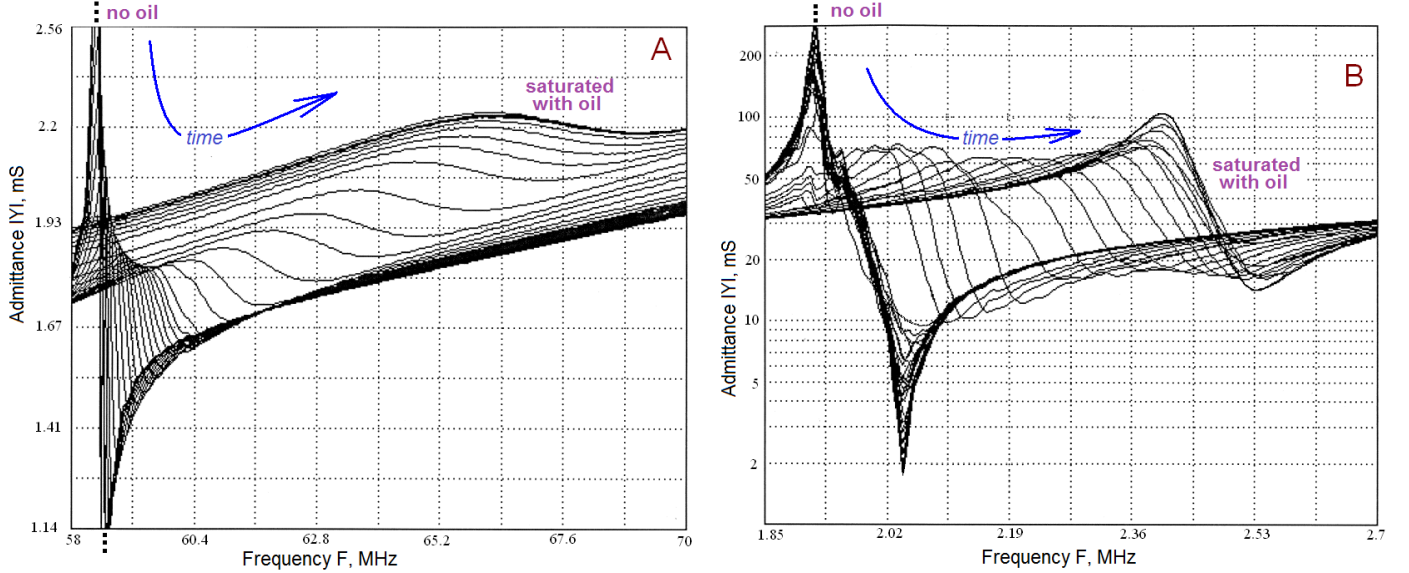 no oil
2.56
A
saturated
with oil
time
2.2
1.93
1.67
1.41
1.14
58 60.4 62.8 65.2 67.6 70
Admittance IYI, mS
Frequency F, MHz
no oil
B
200
100
time
saturated
with oil
50
20
10
5
2
1.85 2.02 2.19 2.36 2.53 2.7
Admittance IYI, mS
Frequency F, MHz